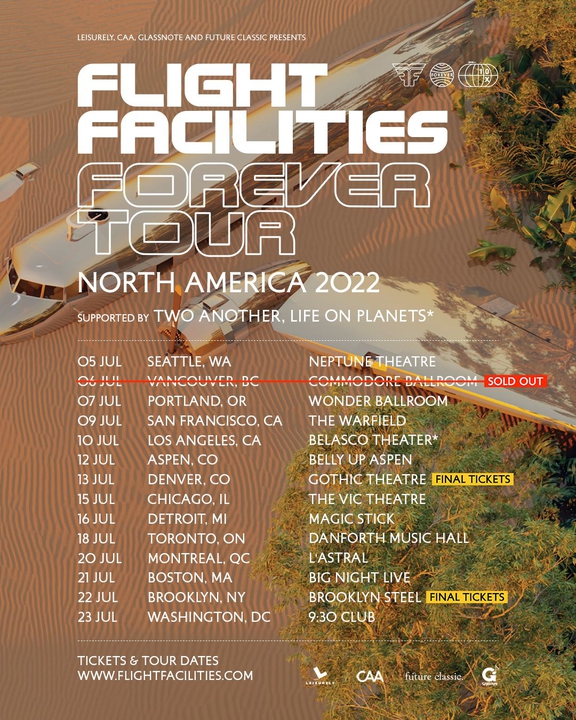 LEISURELY, CAA, GLASSNOTE AND FUTURE CLASSIC PRESENTS
FLIGHT
FACILITIES
FOREVER
TOUR
NORTH AMERICA 2022
SUPPORTED BY TWO ANOTHER, LIFE ON PLANETS*
05 JUL SEATTLE, WA NEPTUNE THEATRE
06 JUL VANCOUVER, BC COMMODORE BALLROOM SOLD OUT
07 JUL PORTLAND, OR WONDER BALLROOM
09 JUL SAN FRANCISCO, CA THE WARFIELD
10 JUL LOS ANGELES, CA BELASCO THEATER*
12 JUL ASPEN, CO BELLY UP ASPEN
13 JUL DENVER, CO GOTHIC THEATRE FINAL TICKETS
15 JUL CHICAGO, IL THE VIC THEATRE
16 JUL DETROIT, MI MAGIC STICK
18 JUL TORONTO, ON DANFORTH MUSIC HALL
20 JUL MONTREAL, QC L'ASTRAL
21 JUL BOSTON, MA BIG NIGHT LIVE
22 JUL BROOKLYN, NY BROOKLYN STEEL FINAL TICKETS
23 JUL WASHINGTON, DC 9:30 CLUB
TICKETS & TOUR DATES
WWW.FLIGHTFACILITIES.COM
LEISURELY CAA future classic. G